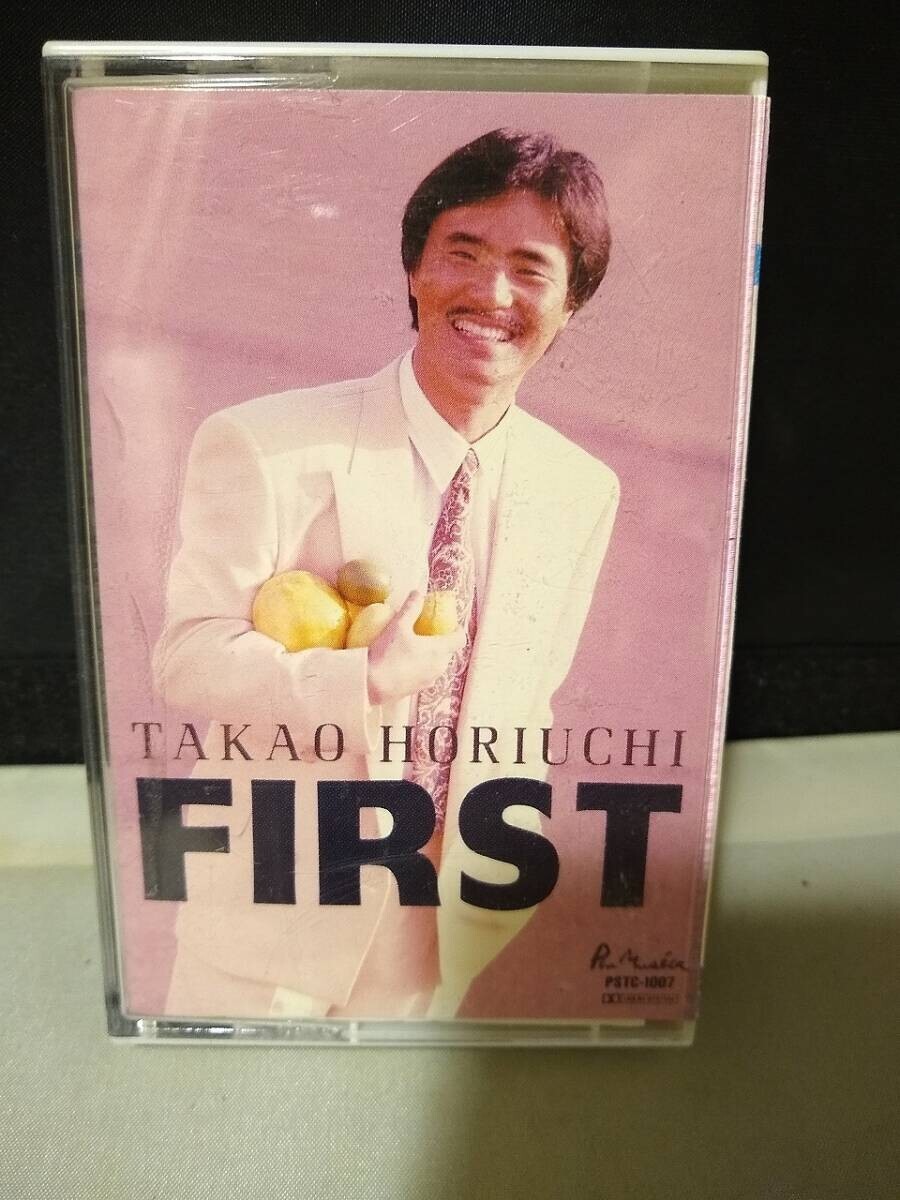 TAKAO HORIUCHI
FIRST
PSTC-1007